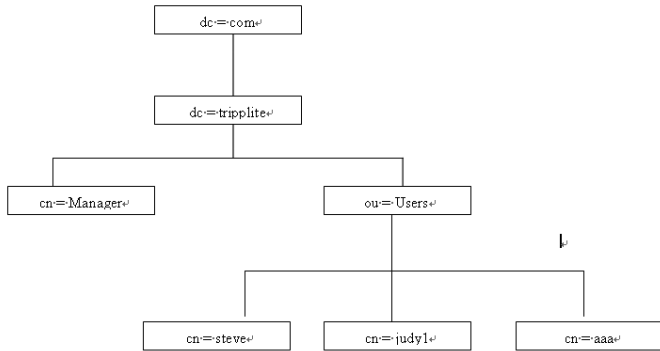 dc = com
dc = tripplite
cn = Manager
ou = Users
cn = steve
cn = judy1
cn = aaa